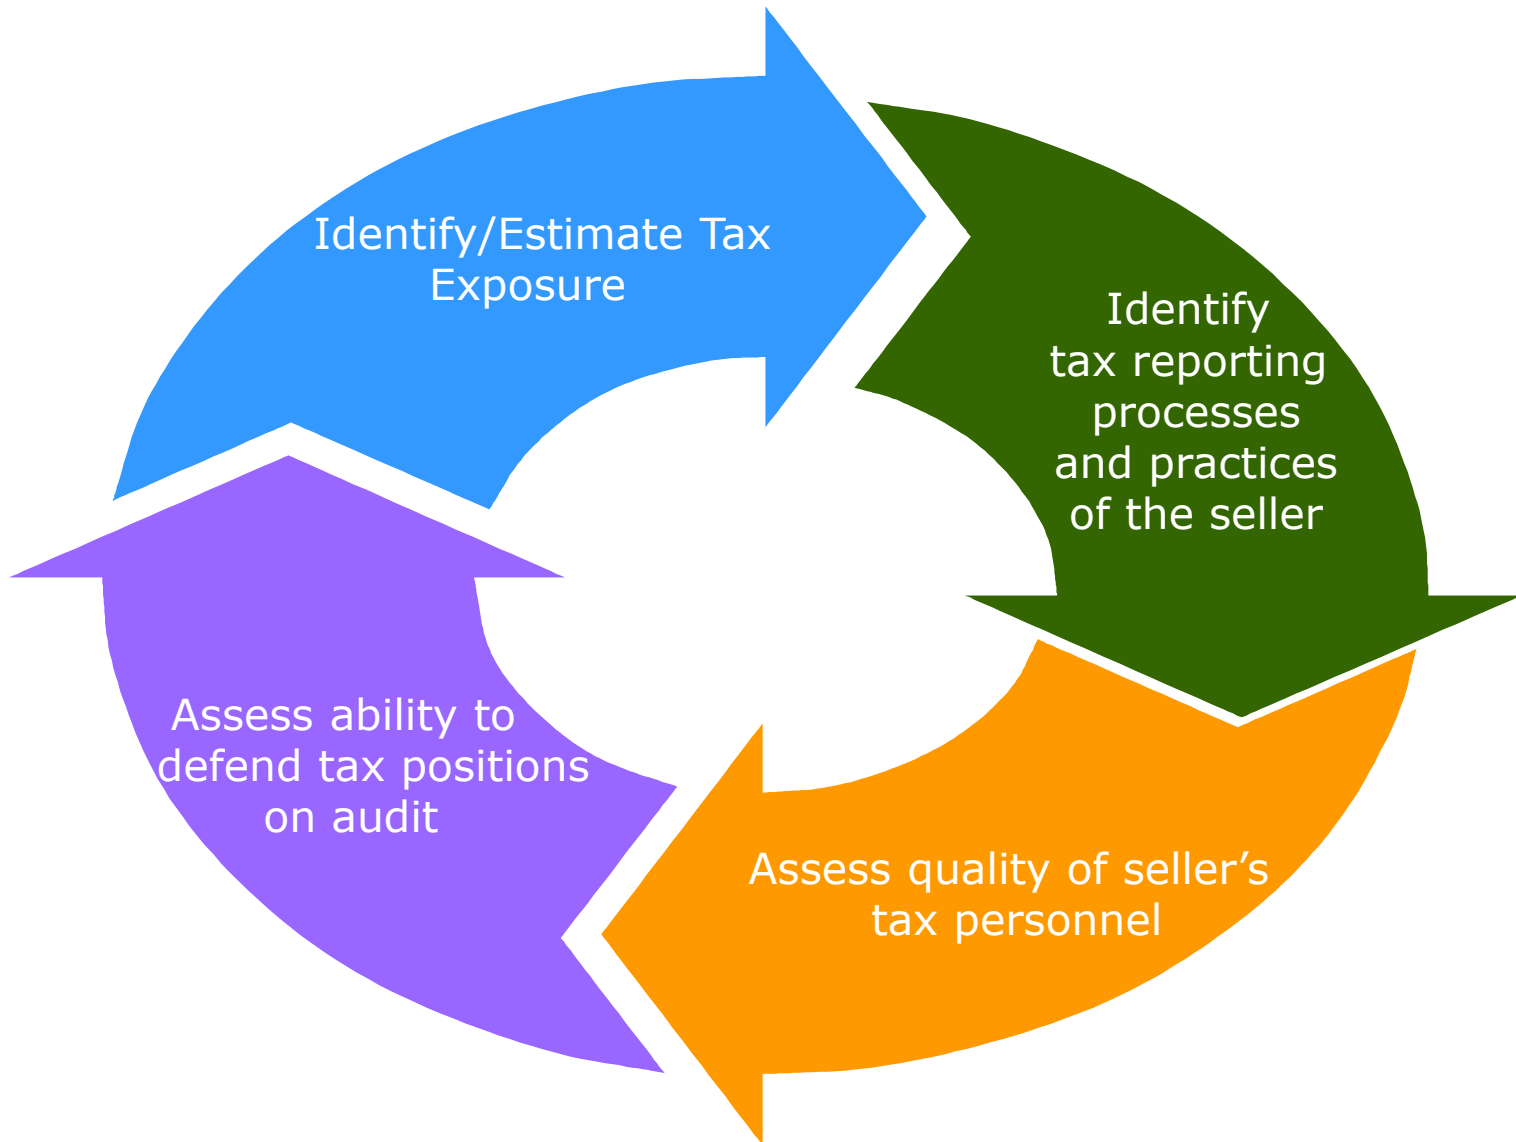 Identify/Estimate Tax
Exposure
Identify
tax reporting
processes
and practices
of the seller
Assess quality of seller’s
tax personnel
Assess ability to
defend tax positions
on audit